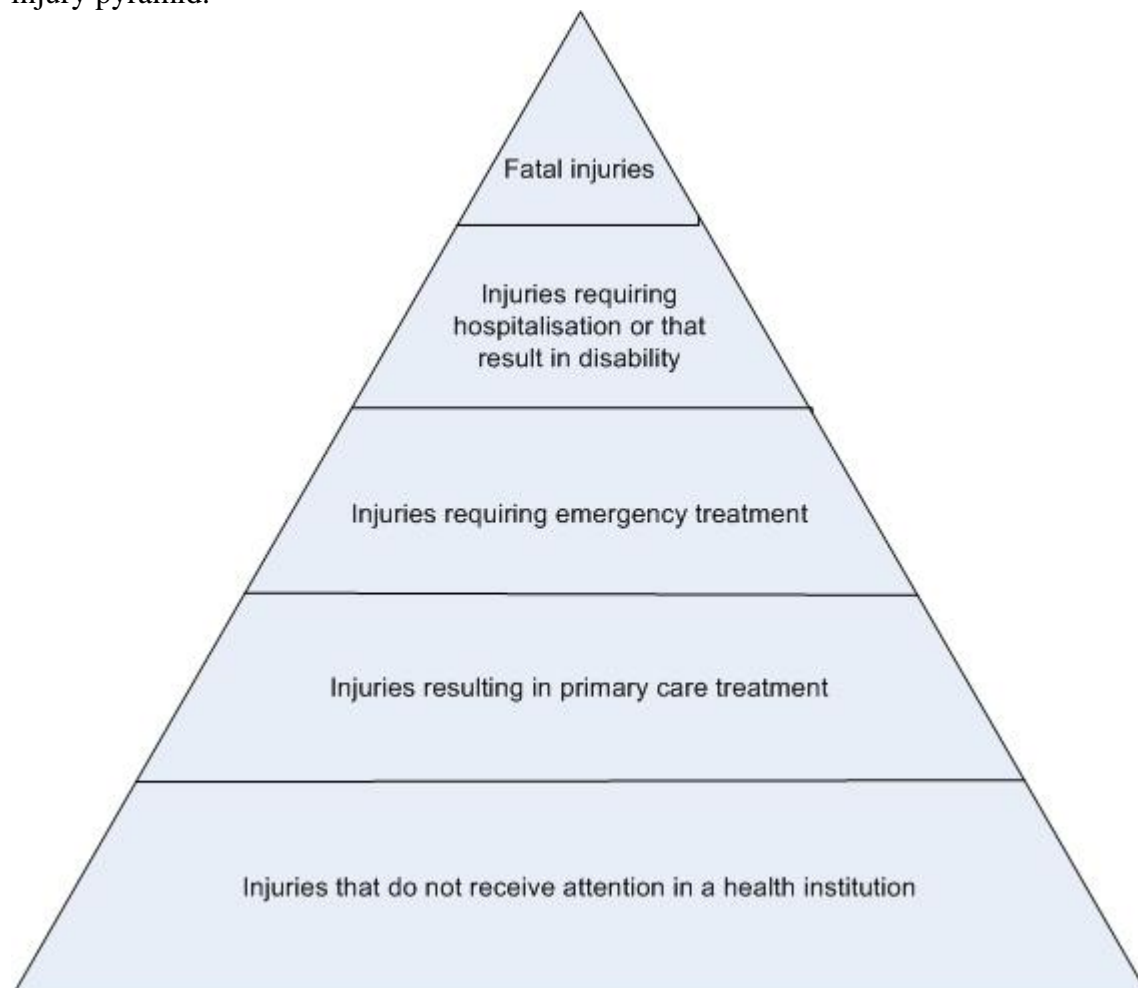 injury pyramid.
Fatal injuries
Injuries requiring
hospitalisation or that
result in disability
Injuries requiring emergency treatment
Injuries resulting in primary care treatment
Injuries that do not receive attention in a health institution